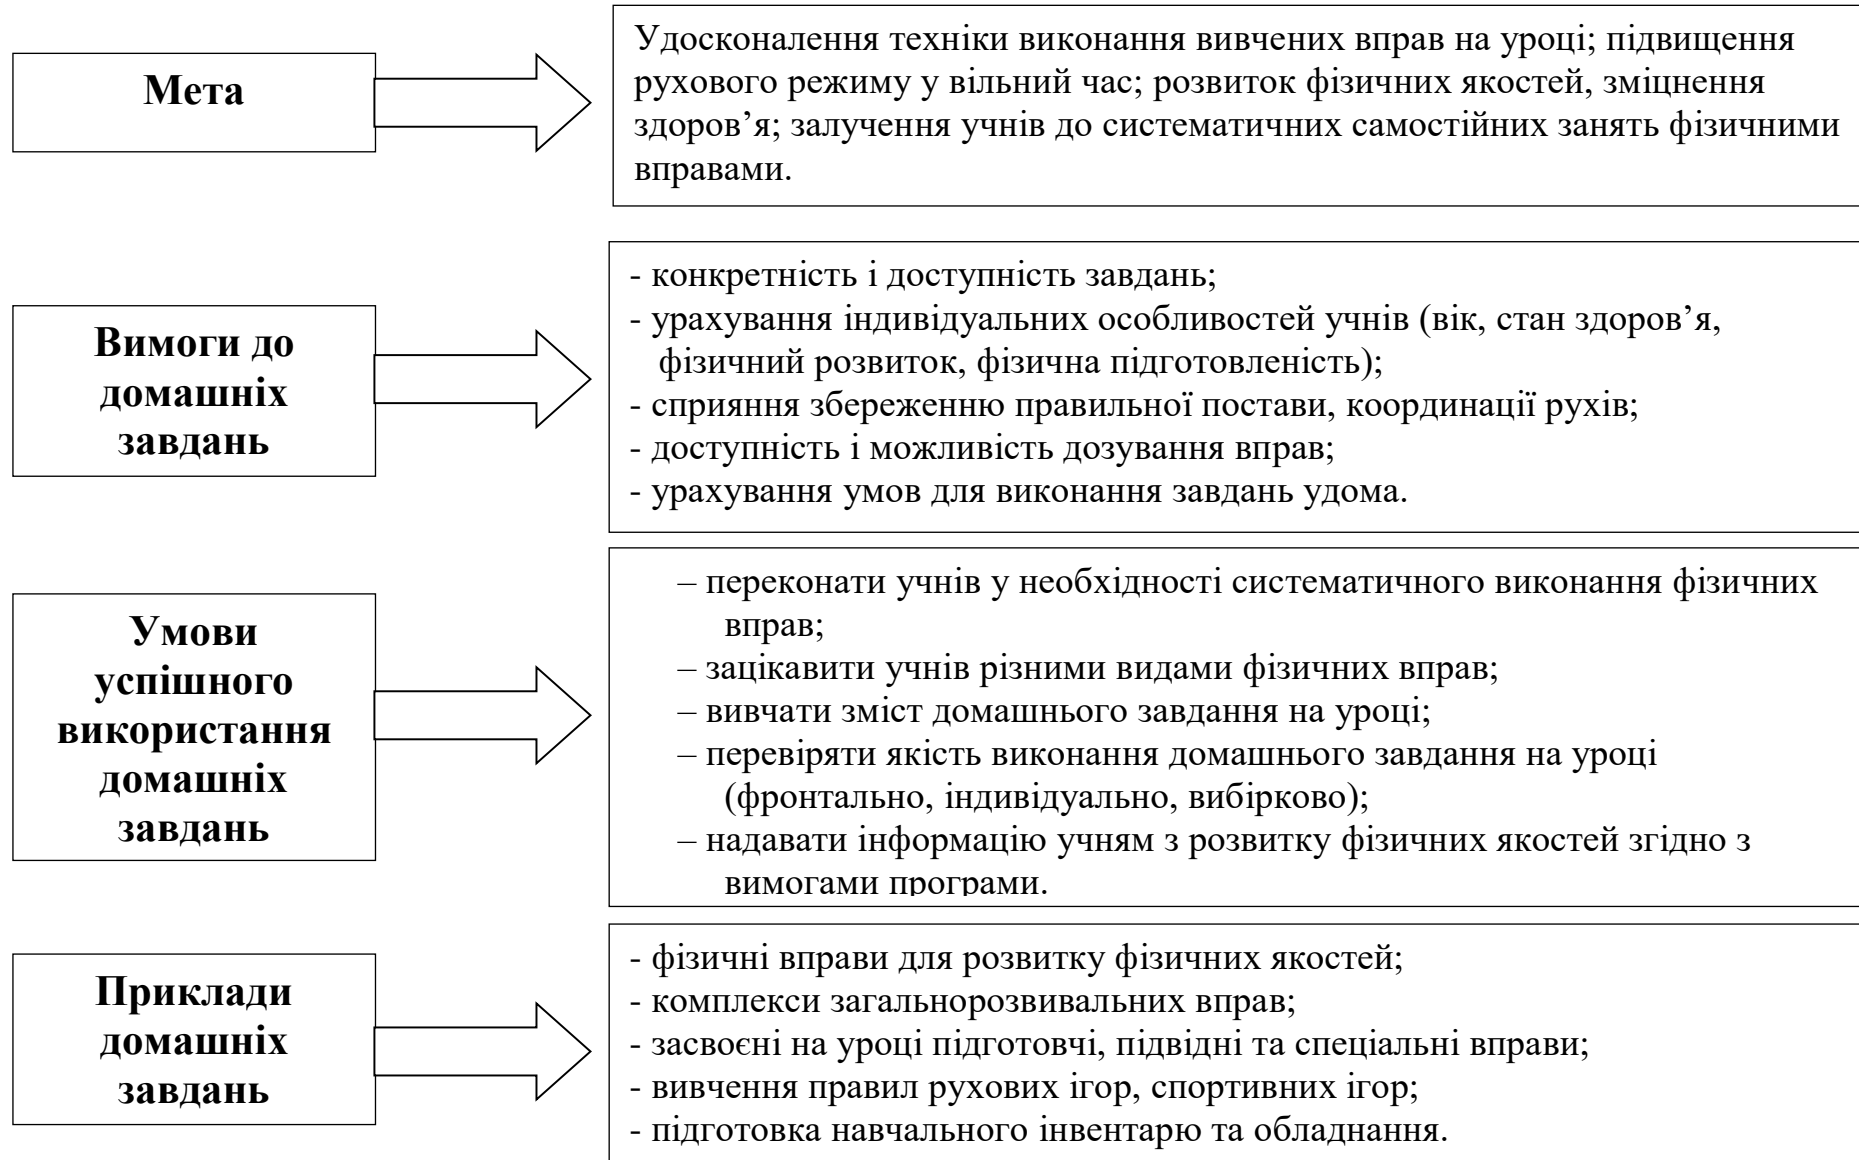 Мета
Удосконалення техніки виконання вивчених вправ на уроці; підвищення
рухового режиму у вільний час; розвиток фізичних якостей, зміцнення
здоров’я; залучення учнів до систематичних самостійних занять фізичними
вправами.
Вимоги до
домашніх
завдань
- конкретність і доступність завдань;
- урахування індивідуальних особливостей учнів (вік, стан здоров’я,
фізичний розвиток, фізична підготовленість);
- сприяння збереженню правильної постави, координації рухів;
- доступність і можливість дозування вправ;
- урахування умов для виконання завдань удома.
Умови
успішного
використання
домашніх
завдань
– переконати учнів у необхідності систематичного виконання фізичних
вправ;
– зацікавити учнів різними видами фізичних вправ;
– вивчати зміст домашнього завдання на уроці;
– перевіряти якість виконання домашнього завдання на уроці
(фронтально, індивідуально, вибірково);
– надавати інформацію учням з розвитку фізичних якостей згідно з
вимогами програми.
Приклади
домашніх
завдань
- фізичні вправи для розвитку фізичних якостей;
- комплекси загальнорозвивальних вправ;
- засвоєні на уроці підготовчі, підвідні та спеціальні вправи;
- вивчення правил рухових ігор, спортивних ігор;
- підготовка навчального інвентарю та обладнання.